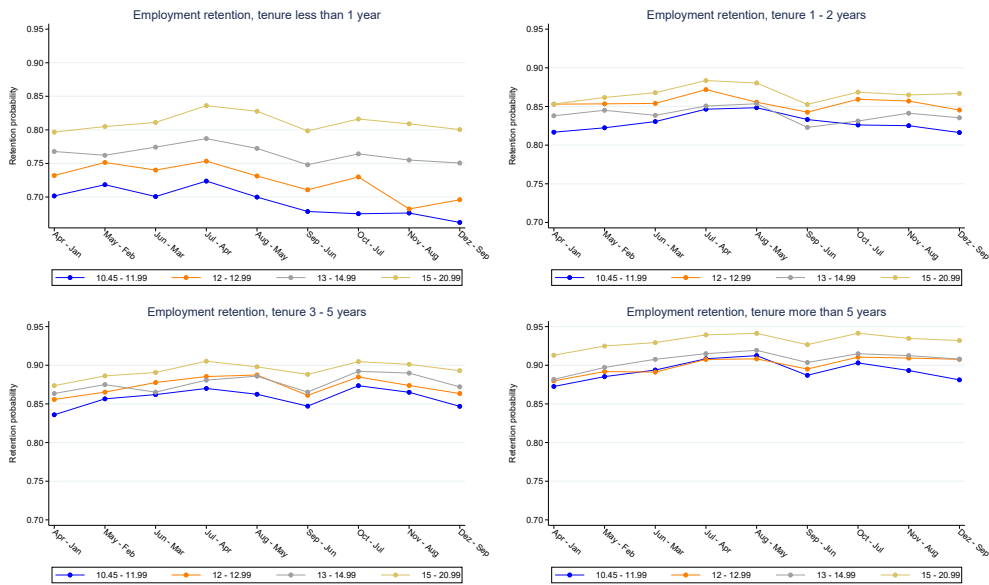 Employment retention, tenure less than 1 year
Retention probability
0.95
0.90
0.85
0.80
0.75
0.70
Apr - Jan
May - Feb
Jun - Mar
Jul - Apr
Aug - May
Sep - Jun
Oct - Jul
Nov - Aug
Dez - Sep
10.45 - 11.99 12 - 12.99 13 - 14.99 15 - 20.99
Employment retention, tenure 1 - 2 years
Retention probability
0.95
0.90
0.85
0.80
0.75
0.70
Apr - Jan
May - Feb
Jun - Mar
Jul - Apr
Aug - May
Sep - Jun
Oct - Jul
Nov - Aug
Dez - Sep
10.45 - 11.99 12 - 12.99 13 - 14.99 15 - 20.99
Employment retention, tenure 3 - 5 years
Retention probability
0.95
0.90
0.85
0.80
0.75
0.70
Apr - Jan
May - Feb
Jun - Mar
Jul - Apr
Aug - May
Sep - Jun
Oct - Jul
Nov - Aug
Dez - Sep
10.45 - 11.99 12 - 12.99 13 - 14.99 15 - 20.99
Employment retention, tenure more than 5 years
Retention probability
0.95
0.90
0.85
0.80
0.75
0.70
Apr - Jan
May - Feb
Jun - Mar
Jul - Apr
Aug - May
Sep - Jun
Oct - Jul
Nov - Aug
Dez - Sep
10.45 - 11.99 12 - 12.99 13 - 14.99 15 - 20.99